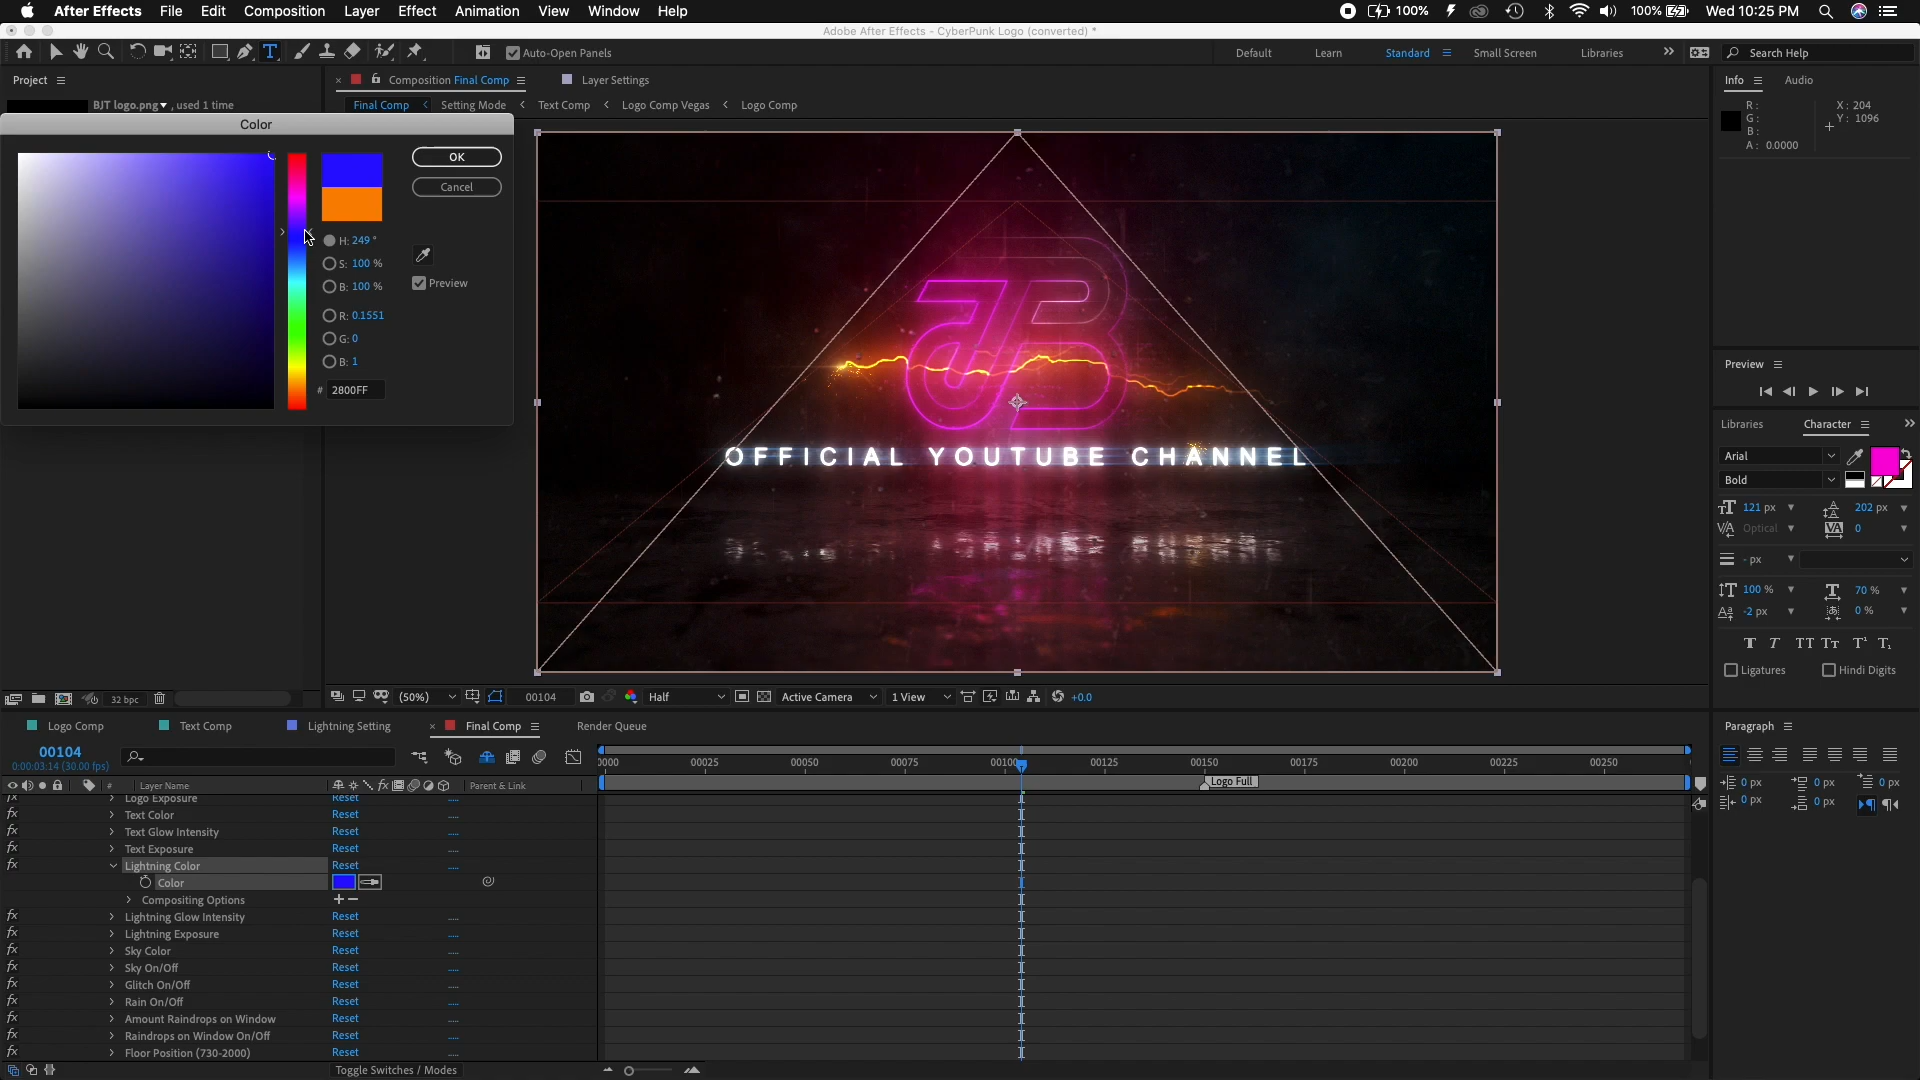 After Effects File Edit Composition Layer Effect Animation View Window Help 100% 100% Wed 10:25 PM
Adobe After Effects - CyberPunk Logo (converted) *
Auto-Open Panels Default Learn Standard Small Screen Libraries Search Help
Project Composition Final Comp Layer Settings Info Audio
BJT logo.png , used 1 time Final Comp Setting Mode Text Comp Logo Comp Vegas Logo Comp
R: X: 204
G: Y: 1096
B:
A: 0.0000
Color
OK
Cancel
H: 249 °
S: 100 %
B: 100 %
Preview
R: 0.1551
G: 0
B: 1
# 2800FF
OFFICIAL YOUTUBE CHANNEL
Preview
Libraries Character
Arial
Bold
121 px 202 px
Optical 0
- px
100 % 70 %
-2 px 0 %
T T TT Tt T¹ T₁
Ligatures Hindi Digits
32 bpc (50%) 00104 Half Active Camera 1 View +0.0
Logo Comp Text Comp Lightning Setting Final Comp Render Queue
Paragraph
0 px 0 px 0 px
0 px 0 px
00104
0:00:03:14 (30.00 fps)
0000 00025 00050 00075 00100 00125 00150 00175 00200 00225 00250
# Layer Name Parent & Link Logo Full
Logo Exposure Reset
Text Color Reset
Text Glow Intensity Reset
Text Exposure Reset
Lightning Color Reset
Color
Compositing Options
Lightning Glow Intensity Reset
Lightning Exposure Reset
Sky Color Reset
Sky On/Off Reset
Glitch On/Off Reset
Rain On/Off Reset
Amount Raindrops on Window Reset
Raindrops on Window On/Off Reset
Floor Position (730-2000) Reset
Toggle Switches / Modes